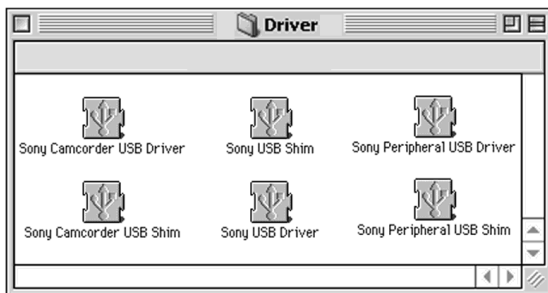 Driver
Sony Camcorder USB Driver Sony USB Shim Sony Peripheral USB Driver
Sony Camcorder USB Shim Sony USB Driver Sony Peripheral USB Shim